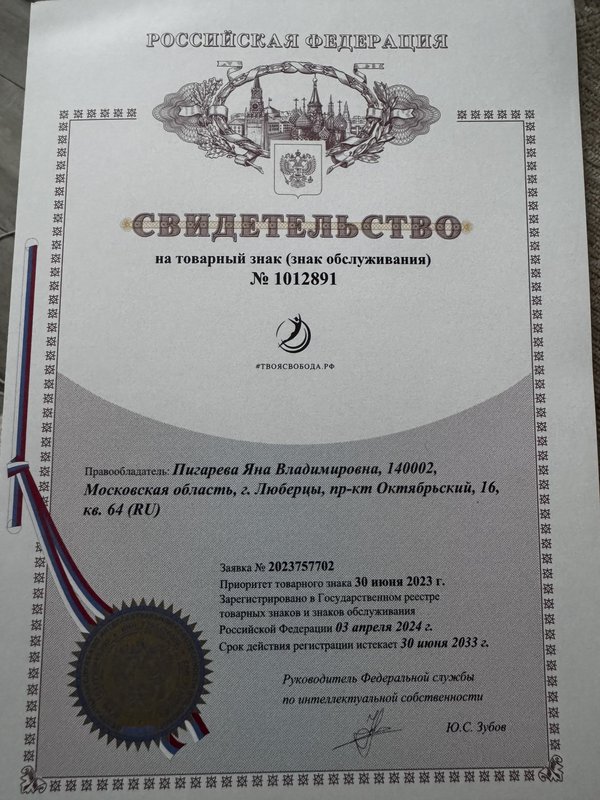 РОССИЙСКАЯ ФЕДЕРАЦИЯ
СВИДЕТЕЛЬСТВО
на товарный знак (знак обслуживания)
№ 1012891
#ТВОЯСВОБОДА.РФ
Правообладатель: Пигарева Яна Владимировна, 140002,
Московская область, г. Люберцы, пр-кт Октябрьский, 16,
кв. 64 (RU)
Заявка № 2023757702
Приоритет товарного знака 30 июня 2023 г.
Зарегистрировано в Государственном реестре
товарных знаков и знаков обслуживания
Российской Федерации 03 апреля 2024 г.
Срок действия регистрации истекает 30 июня 2033 г.
Руководитель Федеральной службы
по интеллектуальной собственности
Ю.С. Зубов